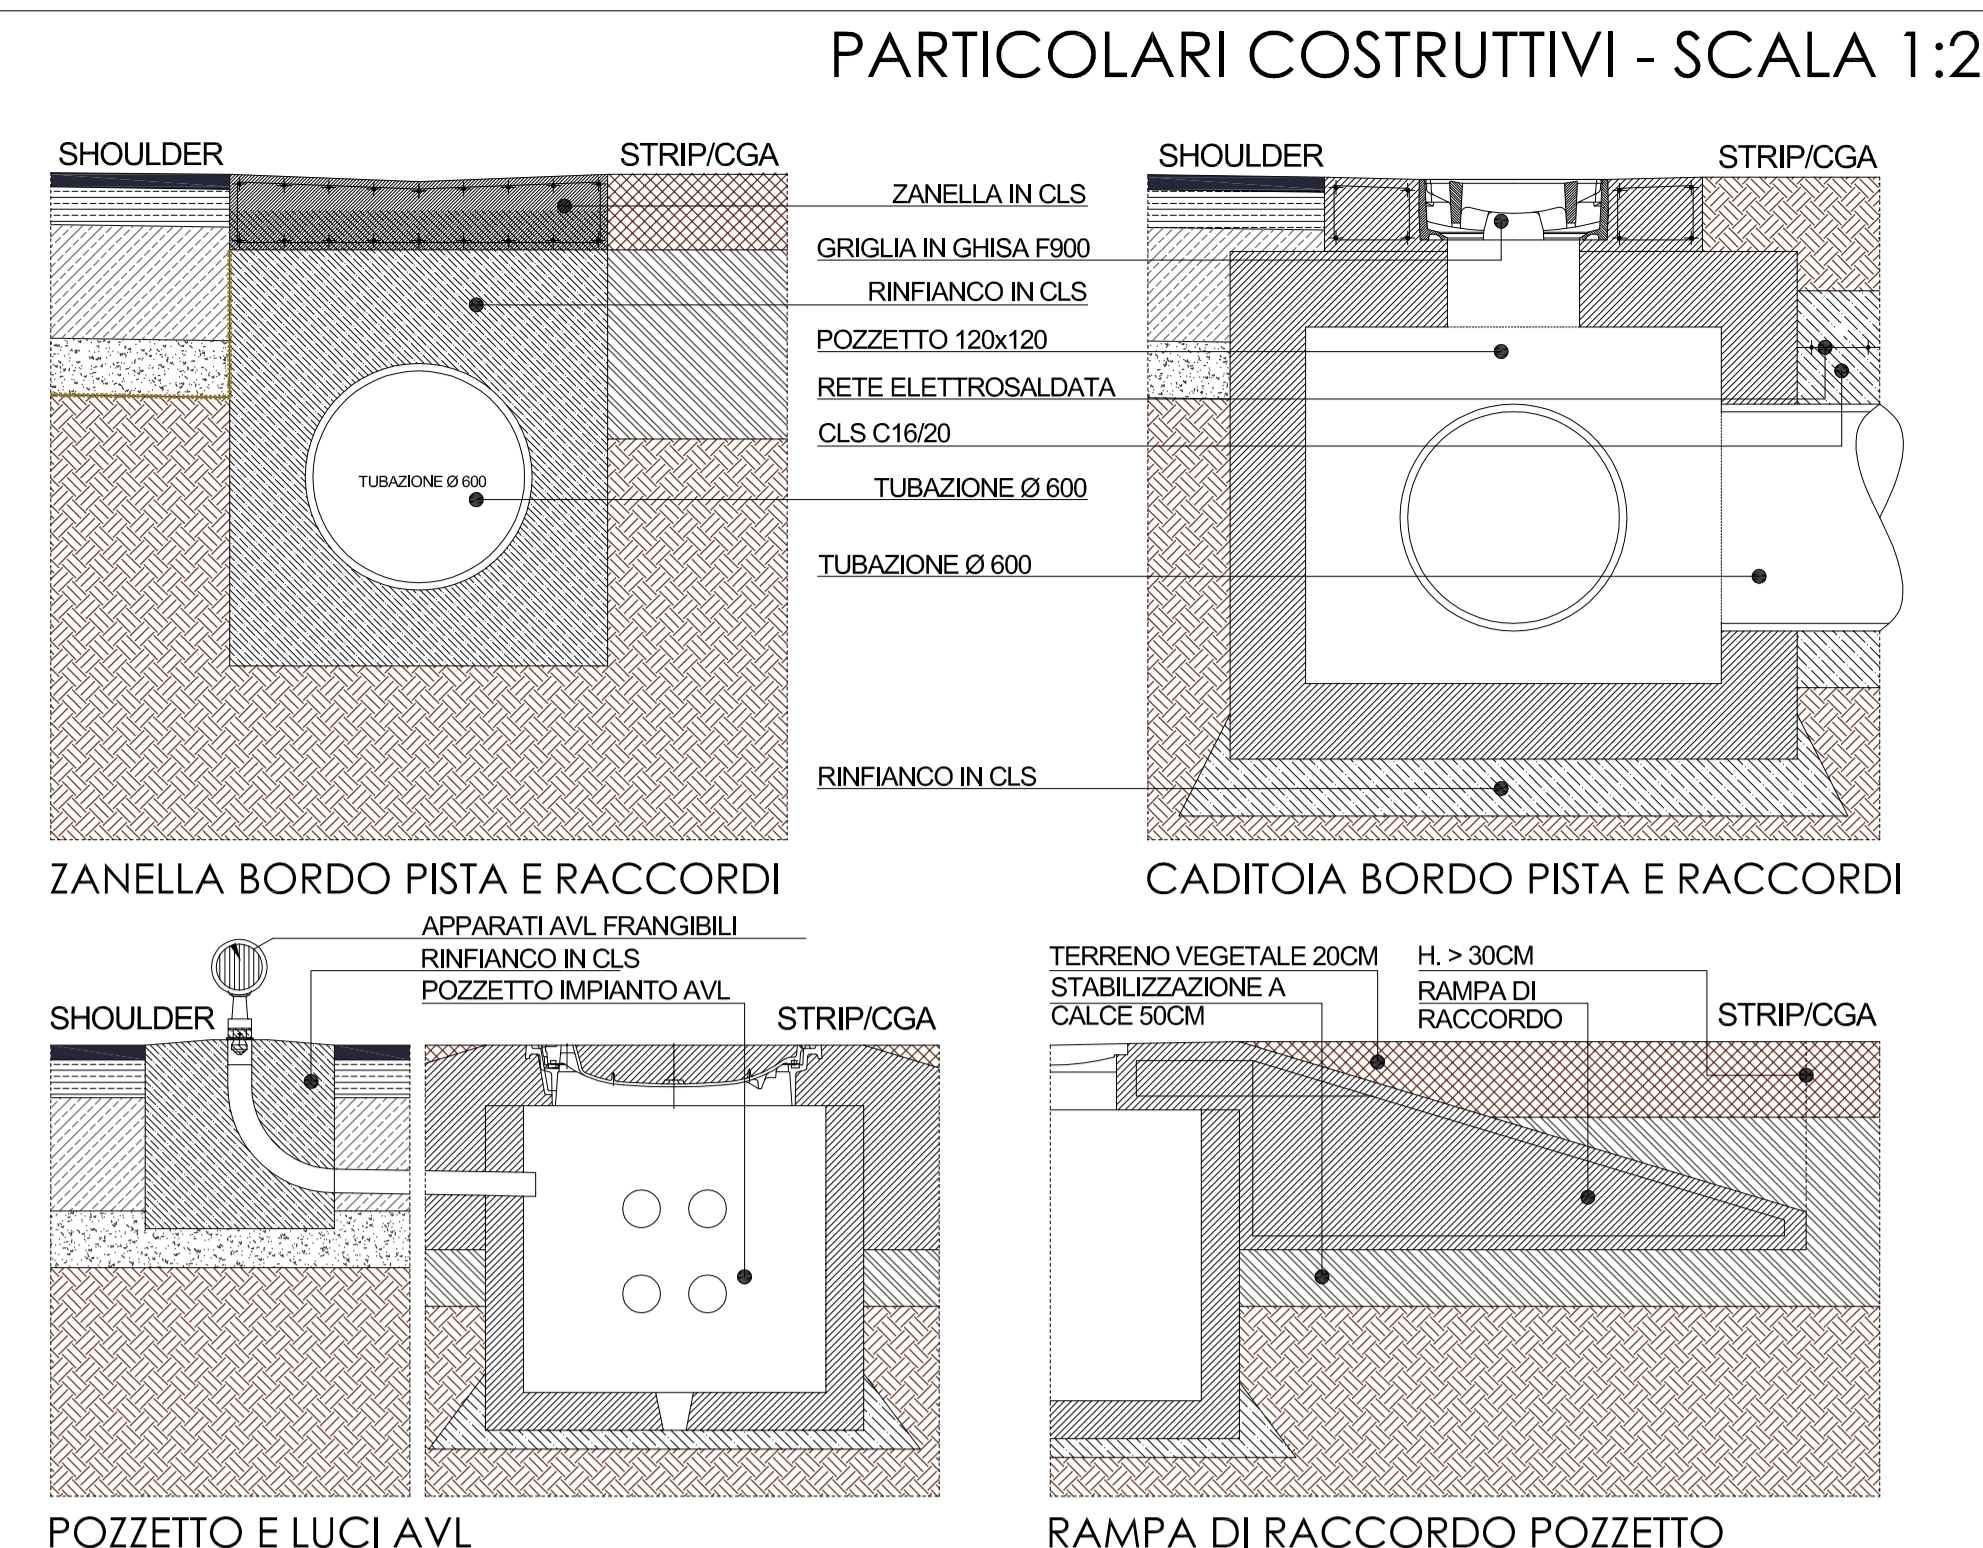 PARTICOLARI COSTRUTTIVI - SCALA 1:2
SHOULDER
STRIP/CGA
SHOULDER
STRIP/CGA
ZANELLA IN CLS
GRIGLIA IN GHISA F900
RINFIANCO IN CLS
POZZETTO 120x120
RETE ELETTROSALDATA
CLS C16/20
TUBAZIONE Ø 600
TUBAZIONE Ø 600
TUBAZIONE Ø 600
RINFIANCO IN CLS
ZANELLA BORDO PISTA E RACCORDI
CADITOIA BORDO PISTA E RACCORDI
APPARATI AVL FRANGIBILI
RINFIANCO IN CLS
POZZETTO IMPIANTO AVL
SHOULDER
STRIP/CGA
TERRENO VEGETALE 20CM
STABILIZZAZIONE A
CALCE 50CM
H. > 30CM
RAMPA DI
RACCORDO
STRIP/CGA
POZZETTO E LUCI AVL
RAMPA DI RACCORDO POZZETTO